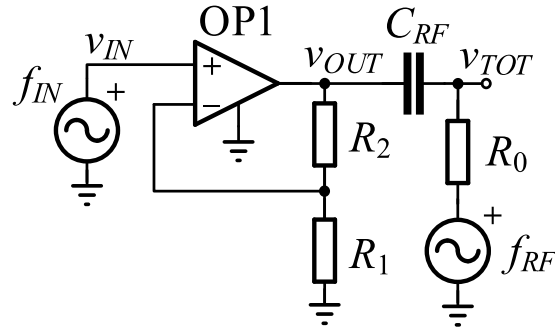 OP1
C_RF
v_IN
v_OUT
v_TOT
f_IN
+
+
−
R_2
R_0
+
R_1
f_RF